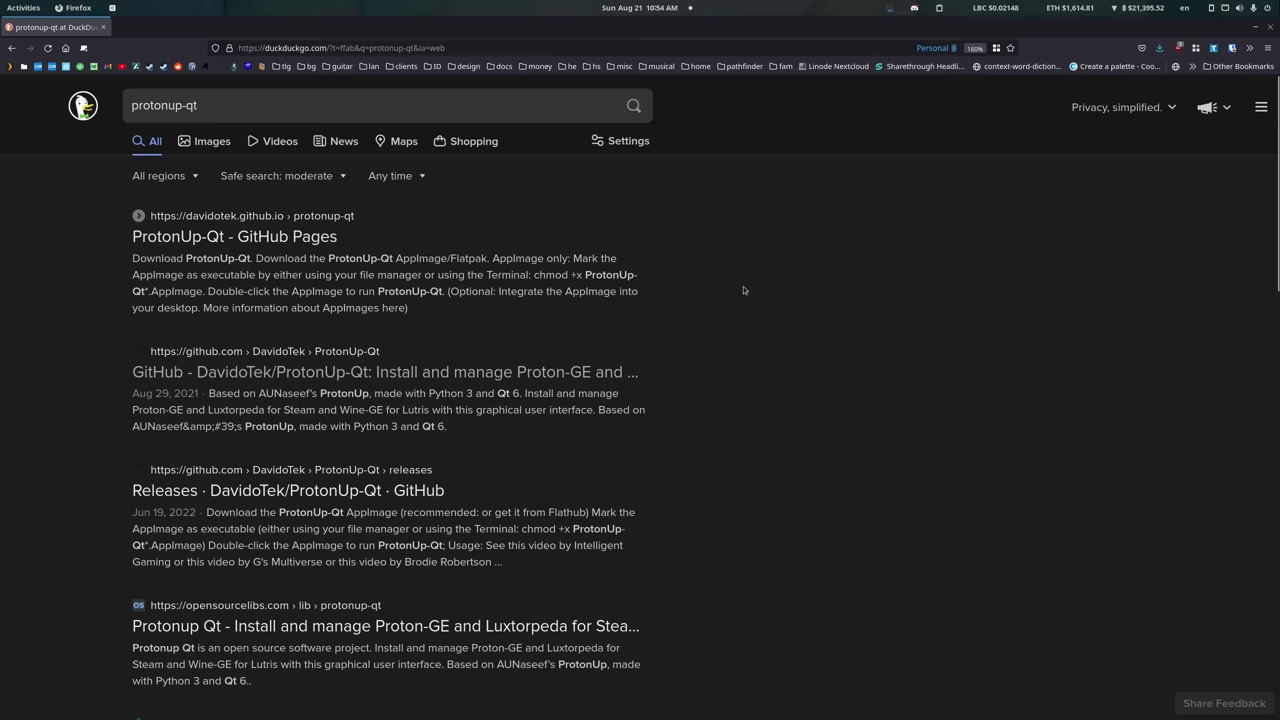 Activities Firefox Sun Aug 21 10:54 AM LBC $0.02148 ETH $1,614.81 ₿ $21,395.52 en
protonup-qt at DuckDu
https://duckduckgo.com/?t=ffab&q=protonup-qt&ia=web Personal 160%
tlg bg guitar lan clients ID design docs money he hs misc musical home pathfinder fam Linode Nextcloud Sharethrough Headli... context-word-diction... Create a palette - Coo... Other Bookmarks
protonup-qt
Privacy, simplified.
All Images Videos News Maps Shopping Settings
All regions Safe search: moderate Any time
https://davidotek.github.io › protonup-qt
ProtonUp-Qt - GitHub Pages
Download ProtonUp-Qt. Download the ProtonUp-Qt AppImage/Flatpak. AppImage only: Mark the
AppImage as executable by either using your file manager or using the Terminal: chmod +x ProtonUp-
Qt*.AppImage. Double-click the AppImage to run ProtonUp-Qt. (Optional: Integrate the AppImage into
your desktop. More information about AppImages here)
https://github.com › DavidoTek › ProtonUp-Qt
GitHub - DavidoTek/ProtonUp-Qt: Install and manage Proton-GE and ...
Aug 29, 2021 · Based on AUNaseef's ProtonUp, made with Python 3 and Qt 6. Install and manage
Proton-GE and Luxtorpeda for Steam and Wine-GE for Lutris with this graphical user interface. Based on
AUNaseef&amp;#39;s ProtonUp, made with Python 3 and Qt 6.
https://github.com › DavidoTek › ProtonUp-Qt › releases
Releases · DavidoTek/ProtonUp-Qt · GitHub
Jun 19, 2022 · Download the ProtonUp-Qt AppImage (recommended: or get it from Flathub) Mark the
AppImage as executable (either using your file manager or using the Terminal: chmod +x ProtonUp-
Qt*.AppImage) Double-click the AppImage to run ProtonUp-Qt; Usage: See this video by Intelligent
Gaming or this video by G's Multiverse or this video by Brodie Robertson ...
https://opensourcelibs.com › lib › protonup-qt
Protonup Qt - Install and manage Proton-GE and Luxtorpeda for Stea...
Protonup Qt is an open source software project. Install and manage Proton-GE and Luxtorpeda for
Steam and Wine-GE for Lutris with this graphical user interface. Based on AUNaseef's ProtonUp, made
with Python 3 and Qt 6..
Share Feedback